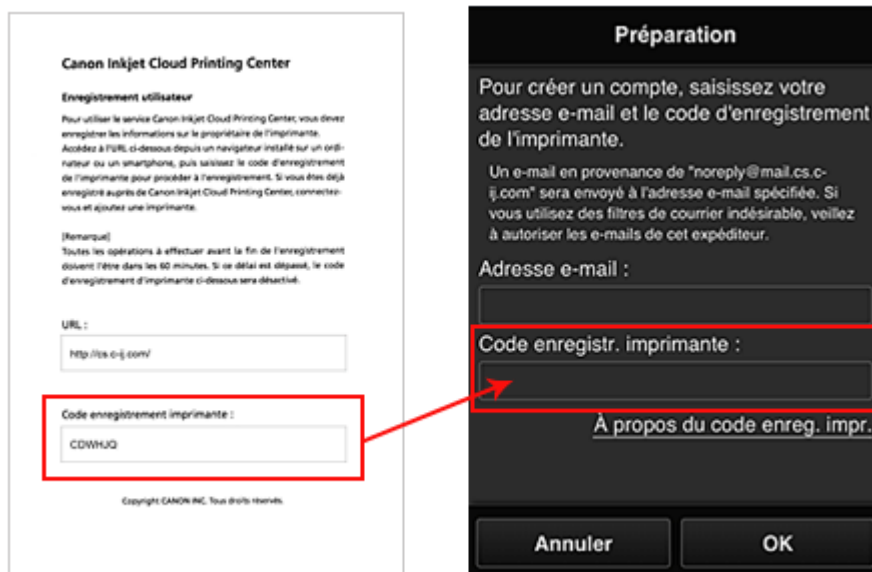 Canon Inkjet Cloud Printing Center
Enregistrement utilisateur
Pour utiliser le service Canon Inkjet Cloud Printing Center, vous devez
enregistrer les informations sur le propriétaire de l'imprimante.
Accédez à l'URL ci-dessous depuis un navigateur installé sur un ordi-
nateur ou un smartphone, puis saisissez le code d'enregistrement
de l'imprimante pour procéder à l'enregistrement. Si vous êtes déjà
enregistré auprès de Canon Inkjet Cloud Printing Center, connectez-
vous et ajoutez une imprimante.
[Remarque]
Toutes les opérations à effectuer avant la fin de l'enregistrement
doivent l'être dans les 60 minutes. Si ce délai est dépassé, le code
d'enregistrement d'imprimante ci-dessous sera désactivé.
URL :
http://cs.c-ij.com/
Code enregistrement imprimante :
CDWHJQ
Copyright CANON INC. Tous droits réservés.
Préparation
Pour créer un compte, saisissez votre
adresse e-mail et le code d'enregistrement
de l'imprimante.
Un e-mail en provenance de "noreply@mail.cs.c-
ij.com" sera envoyé à l'adresse e-mail spécifiée. Si
vous utilisez des filtres de courrier indésirable, veillez
à autoriser les e-mails de cet expéditeur.
Adresse e-mail :
Code enregistr. imprimante :
À propos du code enreg. impr.
Annuler
OK